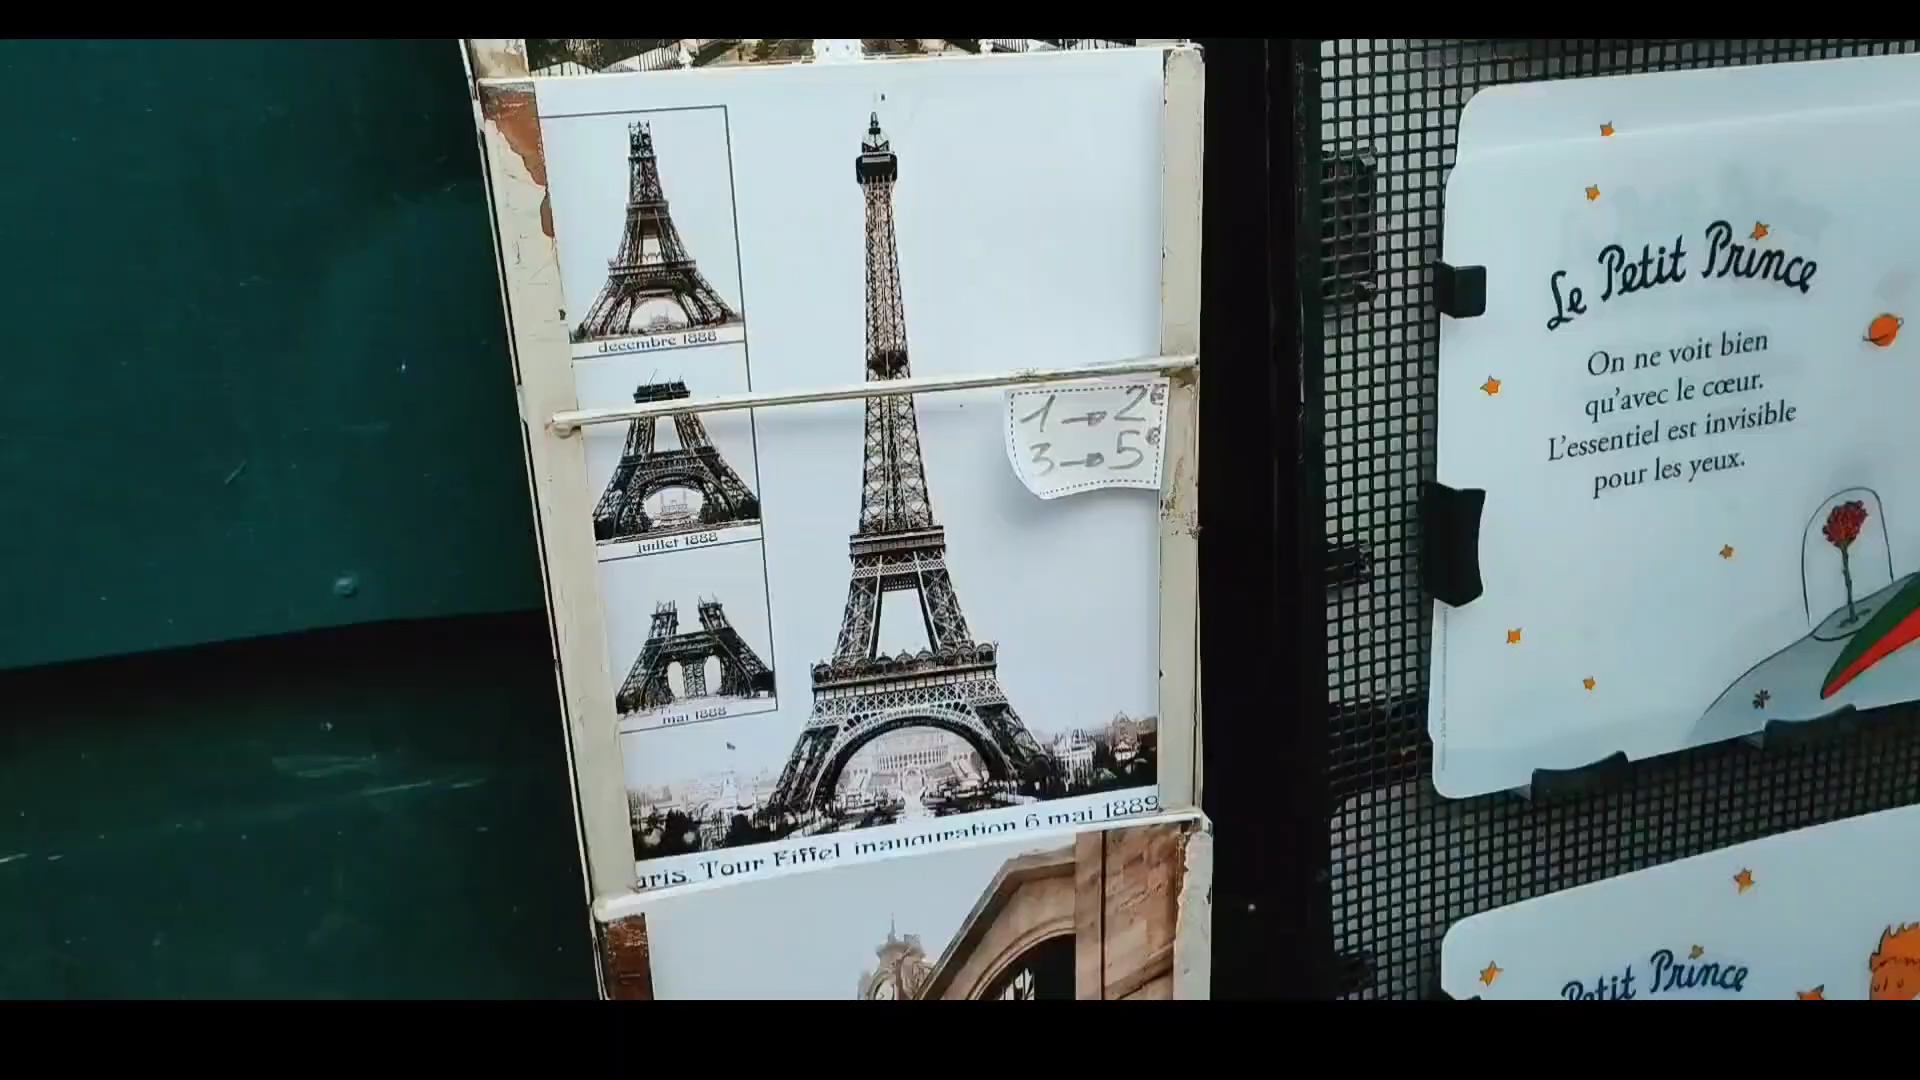 decembre 1888
juillet 1888
mai 1888
1→2€
3→5€
Tour Eiffel inauguration 6 mai 1889
Le Petit Prince
On ne voit bien
qu'avec le cœur.
L'essentiel est invisible
pour les yeux.
Petit Prince